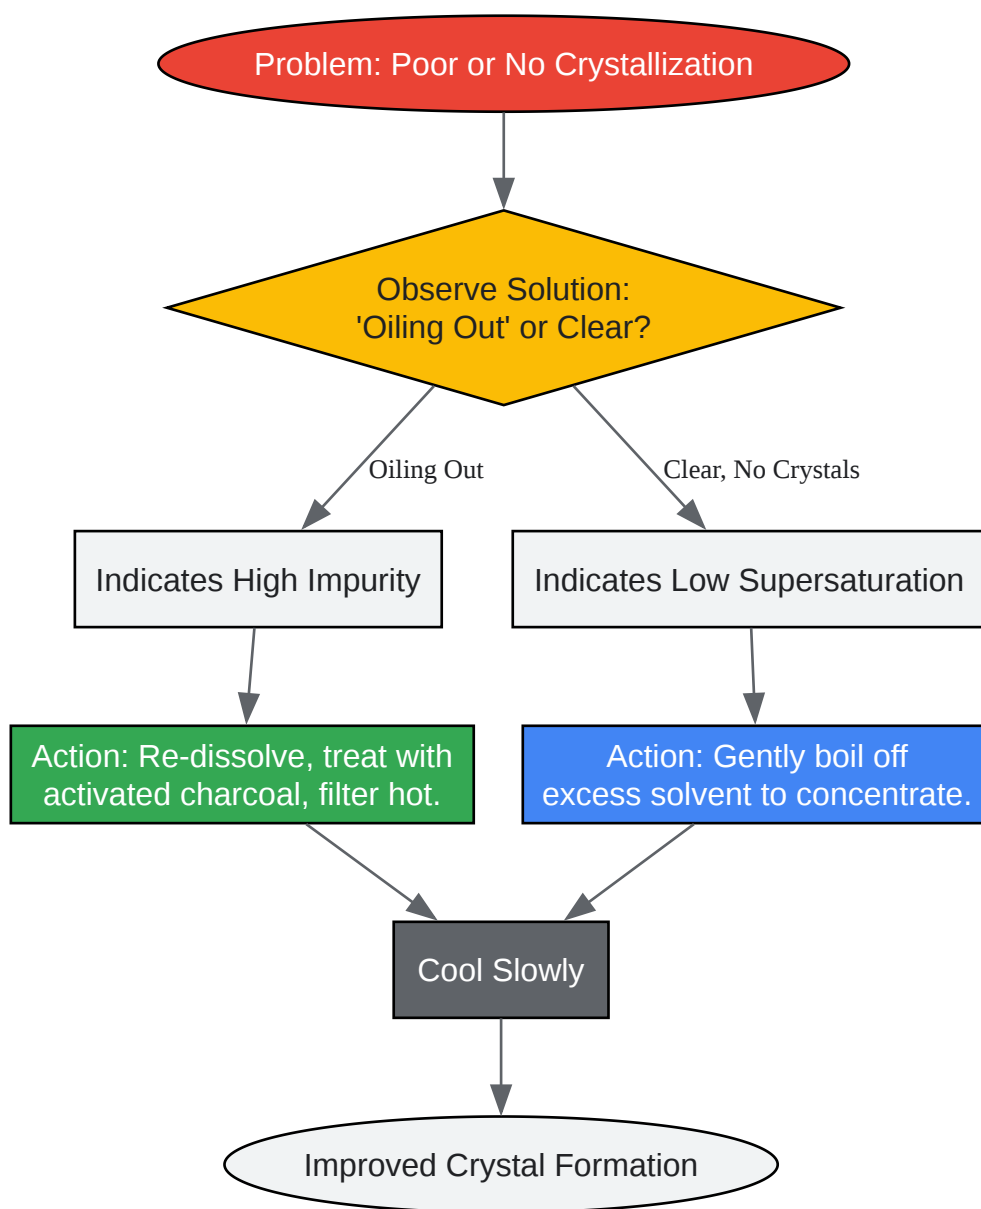 Problem: Poor or No Crystallization
Observe Solution:
'Oiling Out' or Clear?
Oiling Out
Clear, No Crystals
Indicates High Impurity
Indicates Low Supersaturation
Action: Re-dissolve, treat with
activated charcoal, filter hot.
Action: Gently boil off
excess solvent to concentrate.
Cool Slowly
Improved Crystal Formation